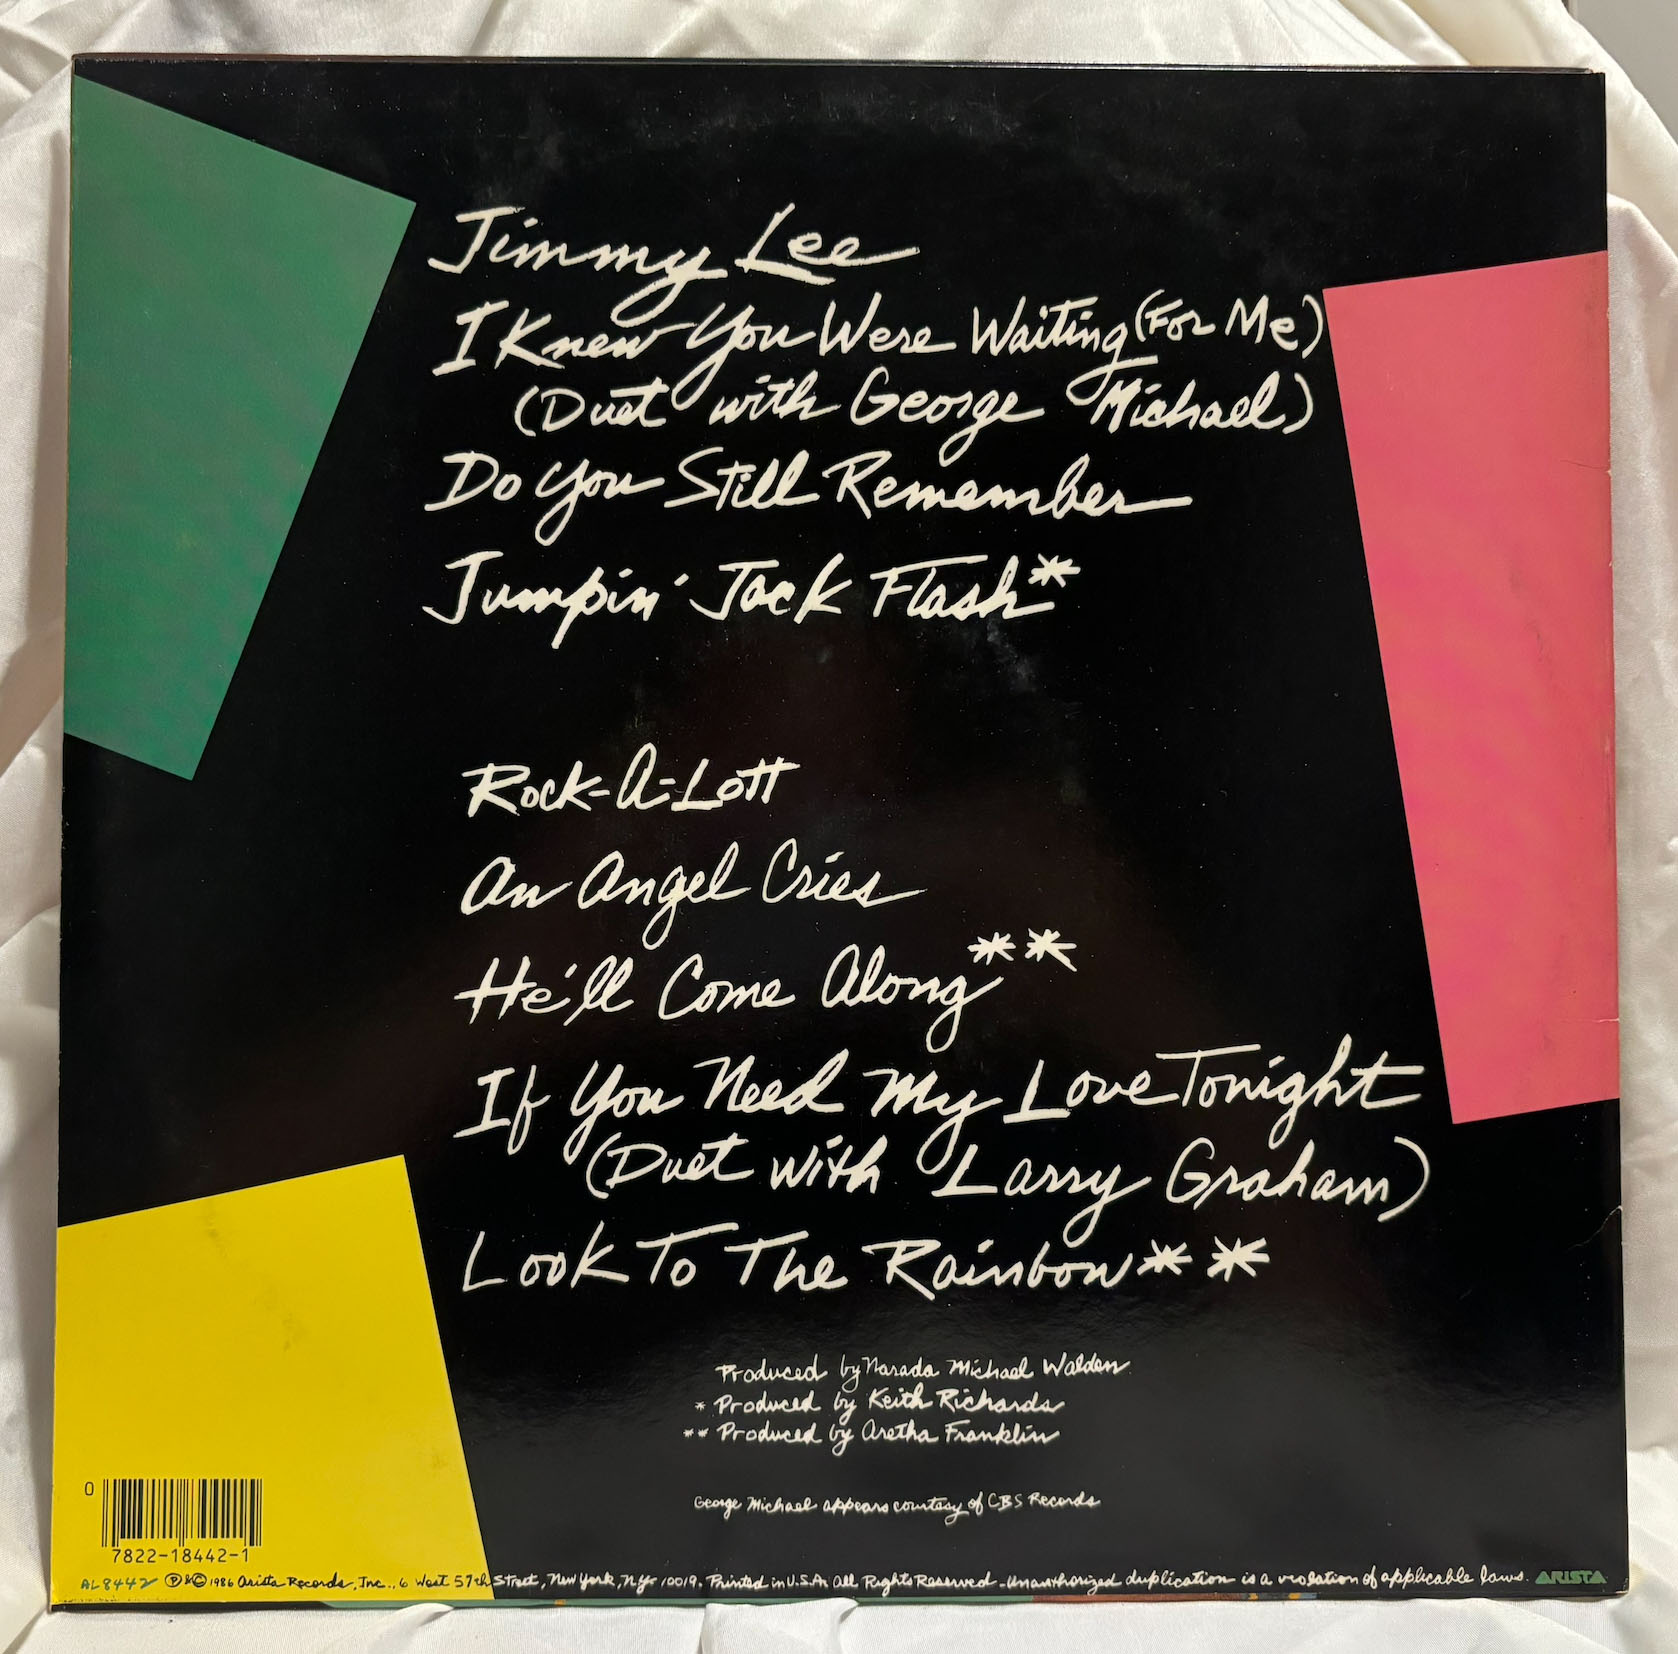 Jimmy Lee
I Knew You Were Waiting (For Me)
(Duet with George Michael)
Do You Still Remember
Jumpin' Jack Flash*
Rock-A-Lott
An Angel Cries
He'll Come Along**
If You Need My Love Tonight
(Duet with Larry Graham)
Look To The Rainbow**
Produced by Narada Michael Walden
* Produced by Keith Richards
** Produced by Aretha Franklin
George Michael appears courtesy of CBS Records
0
7822-18442-1
AL8442 Ⓟ&© 1986 Arista Records, Inc., 6 West 57th Street, New York, N.Y. 10019. Printed in U.S.A. All Rights Reserved - Unauthorized duplication is a violation of applicable laws. ARISTA